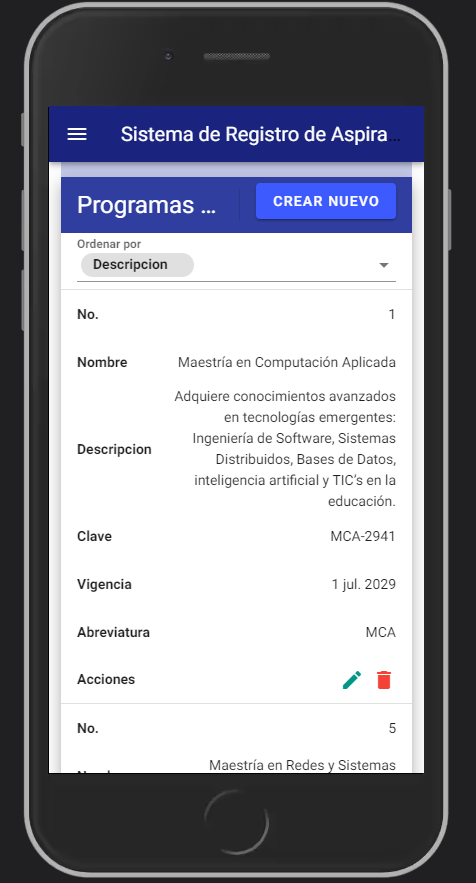 Sistema de Registro de Aspira...
Programas ...
CREAR NUEVO
Ordenar por
Descripcion
No.
1
Nombre
Maestría en Computación Aplicada
Descripcion
Adquiere conocimientos avanzados
en tecnologías emergentes:
Ingeniería de Software, Sistemas
Distribuidos, Bases de Datos,
inteligencia artificial y TIC’s en la
educación.
Clave
MCA-2941
Vigencia
1 jul. 2029
Abreviatura
MCA
Acciones
No.
5
Maestría en Redes y Sistemas